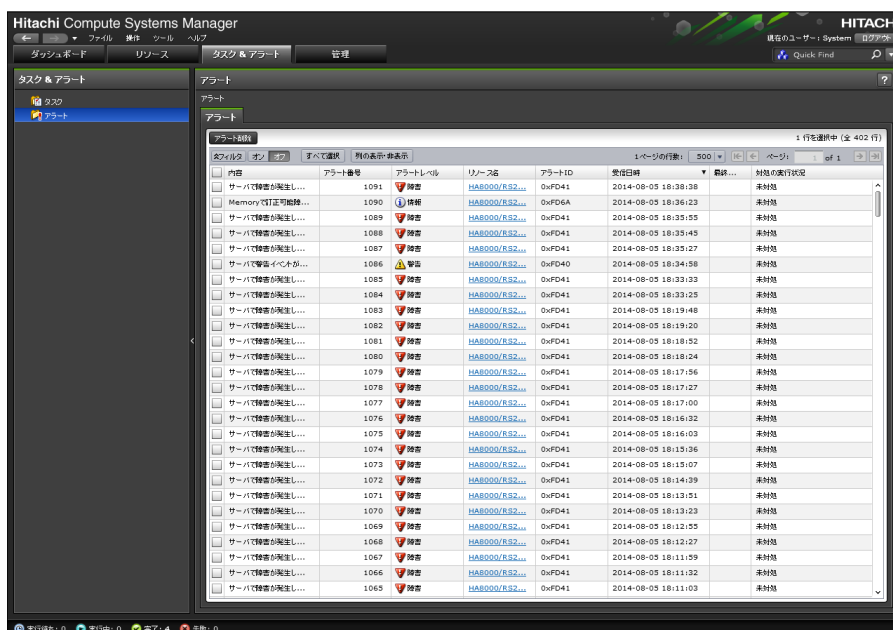 Hitachi Compute Systems Manager
HITACH
ファイル 操作 ツール ヘルプ
現在のユーザー: System ログアウト
ダッシュボード リソース タスク & アラート 管理
Quick Find
タスク & アラート
タスク
アラート
アラート
?
アラート
アラート
アラート削除
1 行を選択中 (全 402 行)
フィルタ オン オフ すべて選択 列の表示・非表示 1ページの行数: 500 ページ: 1 of 1
内容 アラート番号 アラートレベル リソース名 アラートID 受信日時 ▼ 最終... 対処の実行状況
サーバで障害が発生し... 1091 障害 HA8000/RS2... 0xFD41 2014-08-05 18:38:38 未対処
Memoryで訂正可能障... 1090 情報 HA8000/RS2... 0xFD6A 2014-08-05 18:36:23 未対処
サーバで障害が発生し... 1089 障害 HA8000/RS2... 0xFD41 2014-08-05 18:35:55 未対処
サーバで障害が発生し... 1088 障害 HA8000/RS2... 0xFD41 2014-08-05 18:35:45 未対処
サーバで障害が発生し... 1087 障害 HA8000/RS2... 0xFD41 2014-08-05 18:35:27 未対処
サーバで警告イベントが... 1086 警告 HA8000/RS2... 0xFD40 2014-08-05 18:34:58 未対処
サーバで障害が発生し... 1085 障害 HA8000/RS2... 0xFD41 2014-08-05 18:33:33 未対処
サーバで障害が発生し... 1084 障害 HA8000/RS2... 0xFD41 2014-08-05 18:33:25 未対処
サーバで障害が発生し... 1083 障害 HA8000/RS2... 0xFD41 2014-08-05 18:19:48 未対処
サーバで障害が発生し... 1082 障害 HA8000/RS2... 0xFD41 2014-08-05 18:19:20 未対処
サーバで障害が発生し... 1081 障害 HA8000/RS2... 0xFD41 2014-08-05 18:18:52 未対処
サーバで障害が発生し... 1080 障害 HA8000/RS2... 0xFD41 2014-08-05 18:18:24 未対処
サーバで障害が発生し... 1079 障害 HA8000/RS2... 0xFD41 2014-08-05 18:17:56 未対処
サーバで障害が発生し... 1078 障害 HA8000/RS2... 0xFD41 2014-08-05 18:17:27 未対処
サーバで障害が発生し... 1077 障害 HA8000/RS2... 0xFD41 2014-08-05 18:17:00 未対処
サーバで障害が発生し... 1076 障害 HA8000/RS2... 0xFD41 2014-08-05 18:16:32 未対処
サーバで障害が発生し... 1075 障害 HA8000/RS2... 0xFD41 2014-08-05 18:16:03 未対処
サーバで障害が発生し... 1074 障害 HA8000/RS2... 0xFD41 2014-08-05 18:15:36 未対処
サーバで障害が発生し... 1073 障害 HA8000/RS2... 0xFD41 2014-08-05 18:15:07 未対処
サーバで障害が発生し... 1072 障害 HA8000/RS2... 0xFD41 2014-08-05 18:14:39 未対処
サーバで障害が発生し... 1071 障害 HA8000/RS2... 0xFD41 2014-08-05 18:13:51 未対処
サーバで障害が発生し... 1070 障害 HA8000/RS2... 0xFD41 2014-08-05 18:13:23 未対処
サーバで障害が発生し... 1069 障害 HA8000/RS2... 0xFD41 2014-08-05 18:12:55 未対処
サーバで障害が発生し... 1068 障害 HA8000/RS2... 0xFD41 2014-08-05 18:12:27 未対処
サーバで障害が発生し... 1067 障害 HA8000/RS2... 0xFD41 2014-08-05 18:11:59 未対処
サーバで障害が発生し... 1066 障害 HA8000/RS2... 0xFD41 2014-08-05 18:11:32 未対処
サーバで障害が発生し... 1065 障害 HA8000/RS2... 0xFD41 2014-08-05 18:11:03 未対処
実行待ち: 0 実行中: 0 完了: 4 失敗: 0